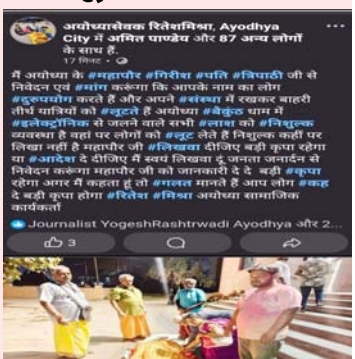 अयोध्यासेवक रितेशमिश्रा, Ayodhya
City में अमित पाण्डेय और 87 अन्य लोगों
के साथ हैं.
17 मिनट
मैं अयोध्या के #महापौर #गिरीश #पति #त्रिपाठी जी से
निवेदन एवं #मांग करूंगा कि आपके नाम का लोग
#दुरुपयोग करते हैं और अपने #संस्था में रखकर बाहरी
तीर्थ यात्रियों को #लूटते हैं अयोध्या #बैकुंठ धाम में
#इलेक्ट्रॉनिक से जलने वाले सभी #लाश को #निशुल्क
व्यवस्था है वहां पर लोगों को #लूट लेते हैं निशुल्क कहीं पर
लिखा नहीं है महापौर जी #लिखवा दीजिए बड़ी कृपा रहेगा
या #आदेश दे दीजिए मैं स्वयं लिखवा दूं जनता जनार्दन से
निवेदन करूंगा महापौर जी को जानकारी दे दे बड़ी #कृपा
रहेगा अगर मैं कहता हूं तो #गलत मानते हैं आप लोग #कह
दे बड़ी कृपा होगा #रितेश #मिश्रा अयोध्या सामाजिक
कार्यकर्ता
Journalist YogeshRashtrwadi Ayodhya और 2...
3